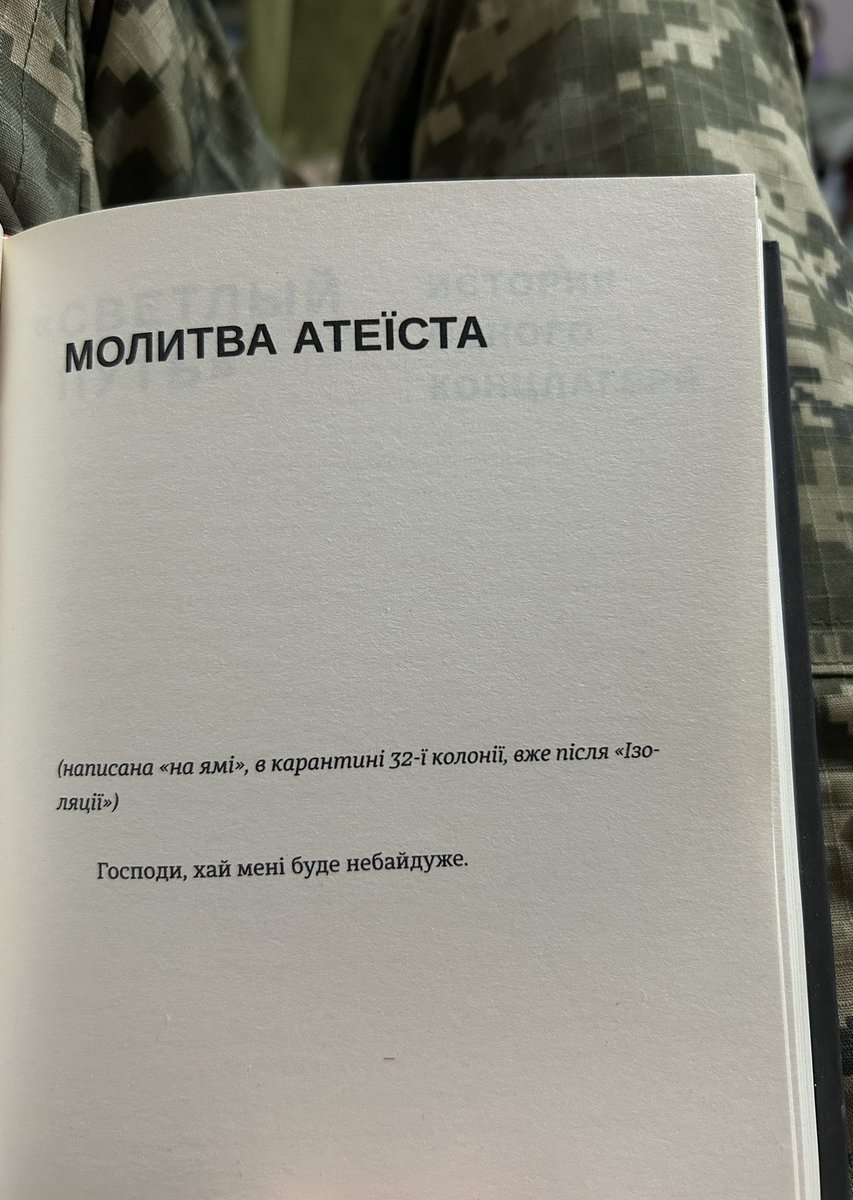 МОЛИТВА АТЕЇСТА
(написана «на ямі», в карантині 32-ї колонії, вже після «Ізо-
ляції»)
Господи, хай мені буде небайдуже.